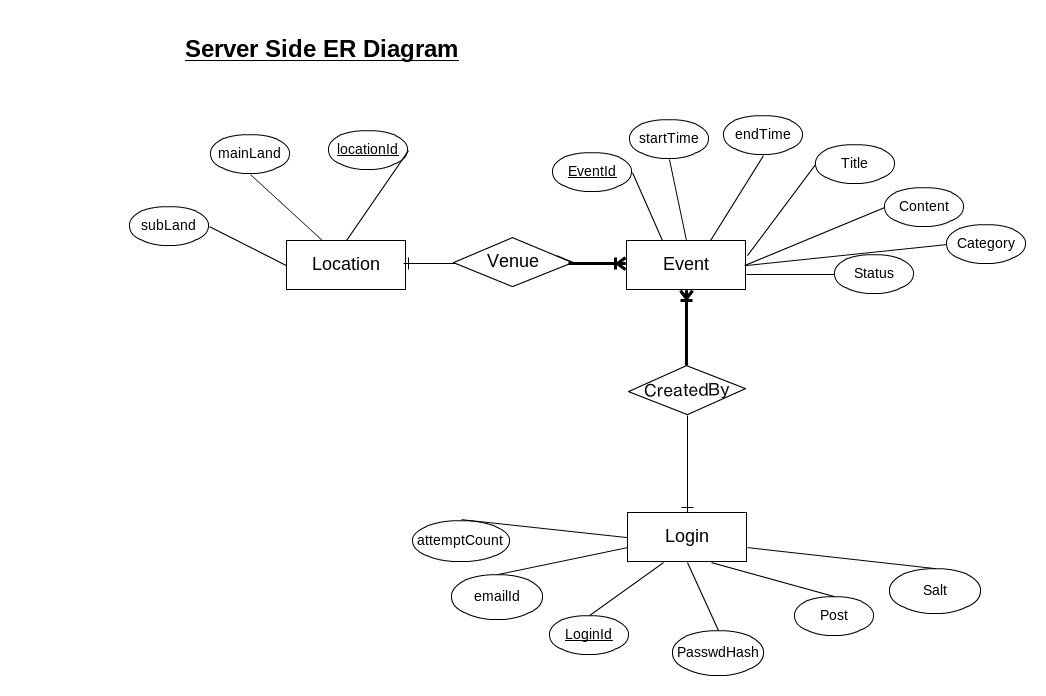 Server Side ER Diagram
mainLand
locationId
subLand
EventId
startTime
endTime
Title
Content
Category
Status
Location
Venue
Event
CreatedBy
Login
attemptCount
emailId
LoginId
PasswdHash
Post
Salt